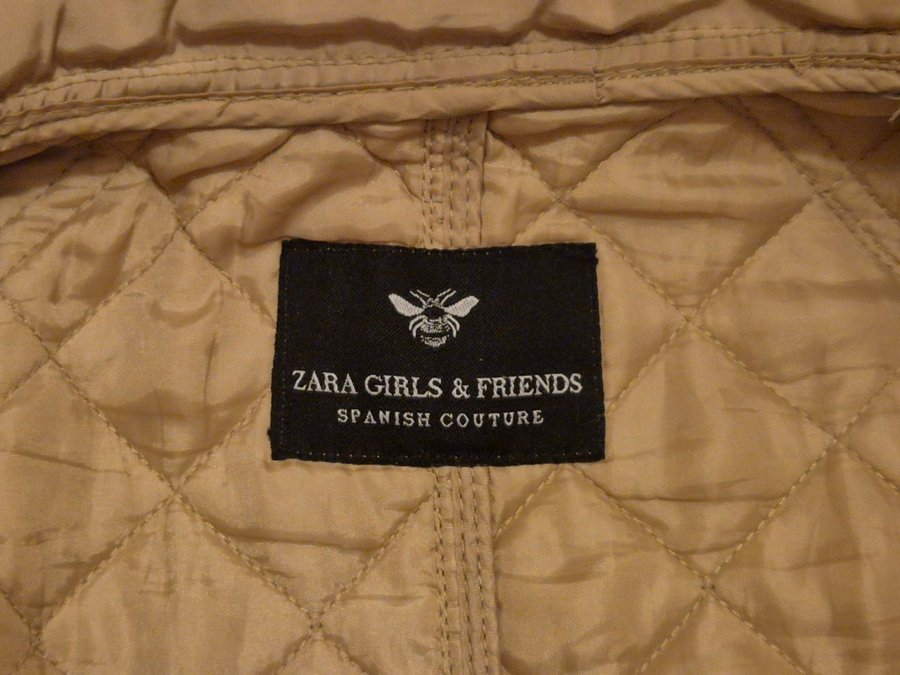 ZARA GIRLS & FRIENDS
SPANISH COUTURE